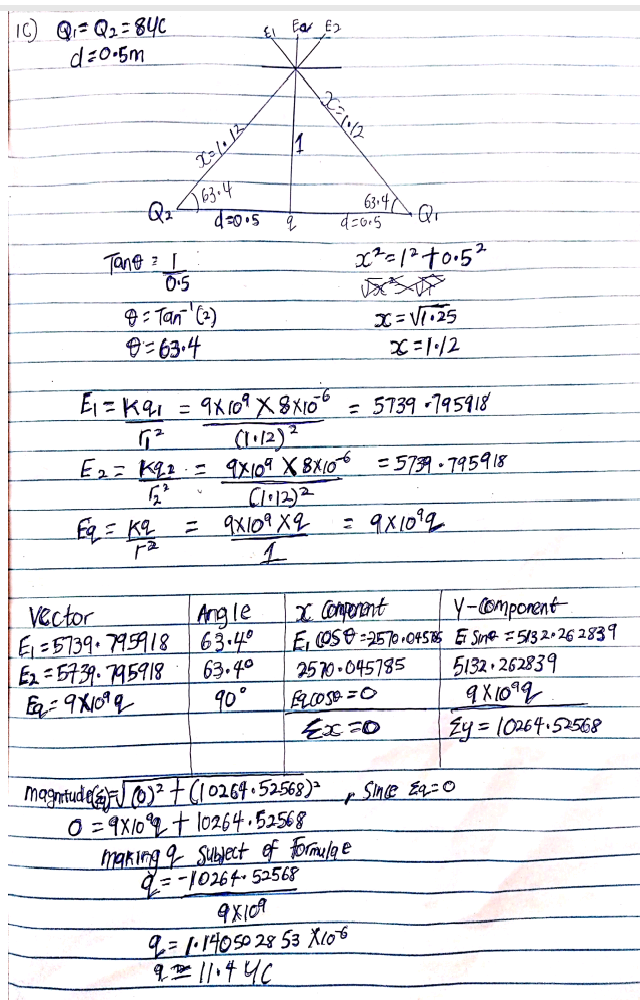 1C) Q₁ = Q₂ = 8μC
d = 0.5m
E₁ Eq E₂
x=1.12 x=1.12
1
63.4 63.4
Q₂ d=0.5 q d=0.5 Q₁
Tanθ = 1/0.5 x² = 1² + 0.5²
θ = Tan⁻¹(2) x = √1.25
θ = 63.4 x = 1.12
E₁ = Kq₁/r₁² = 9x10⁹ X 8x10⁻⁶/(1.12)² = 5739.795918
E₂ = Kq₂/r₂² = 9x10⁹ X 8x10⁻⁶/(1.12)² = 5739.795918
Eq = Kq/r² = 9x10⁹ x q/1 = 9x10⁹q
Vector Angle x Component Y-Component
E₁ = 5739.795918 63.4° E₁ cosθ = 2570.045785 E sinθ = 5132.262839
E₂ = 5739.795918 63.4° 2570.045785 5132.262839
Eq = 9x10⁹q 90° Eqcosθ = 0 9x10⁹q
Σx = 0 Σy = 10264.52568
magnitude(Σq) = √(0)² + (10264.52568)² , Since Σq = 0
0 = 9x10⁹q + 10264.52568
making q subject of formulae
q = -10264.52568
9x10⁹
q = 1.140502853 x10⁻⁶
q = 11.4 μC